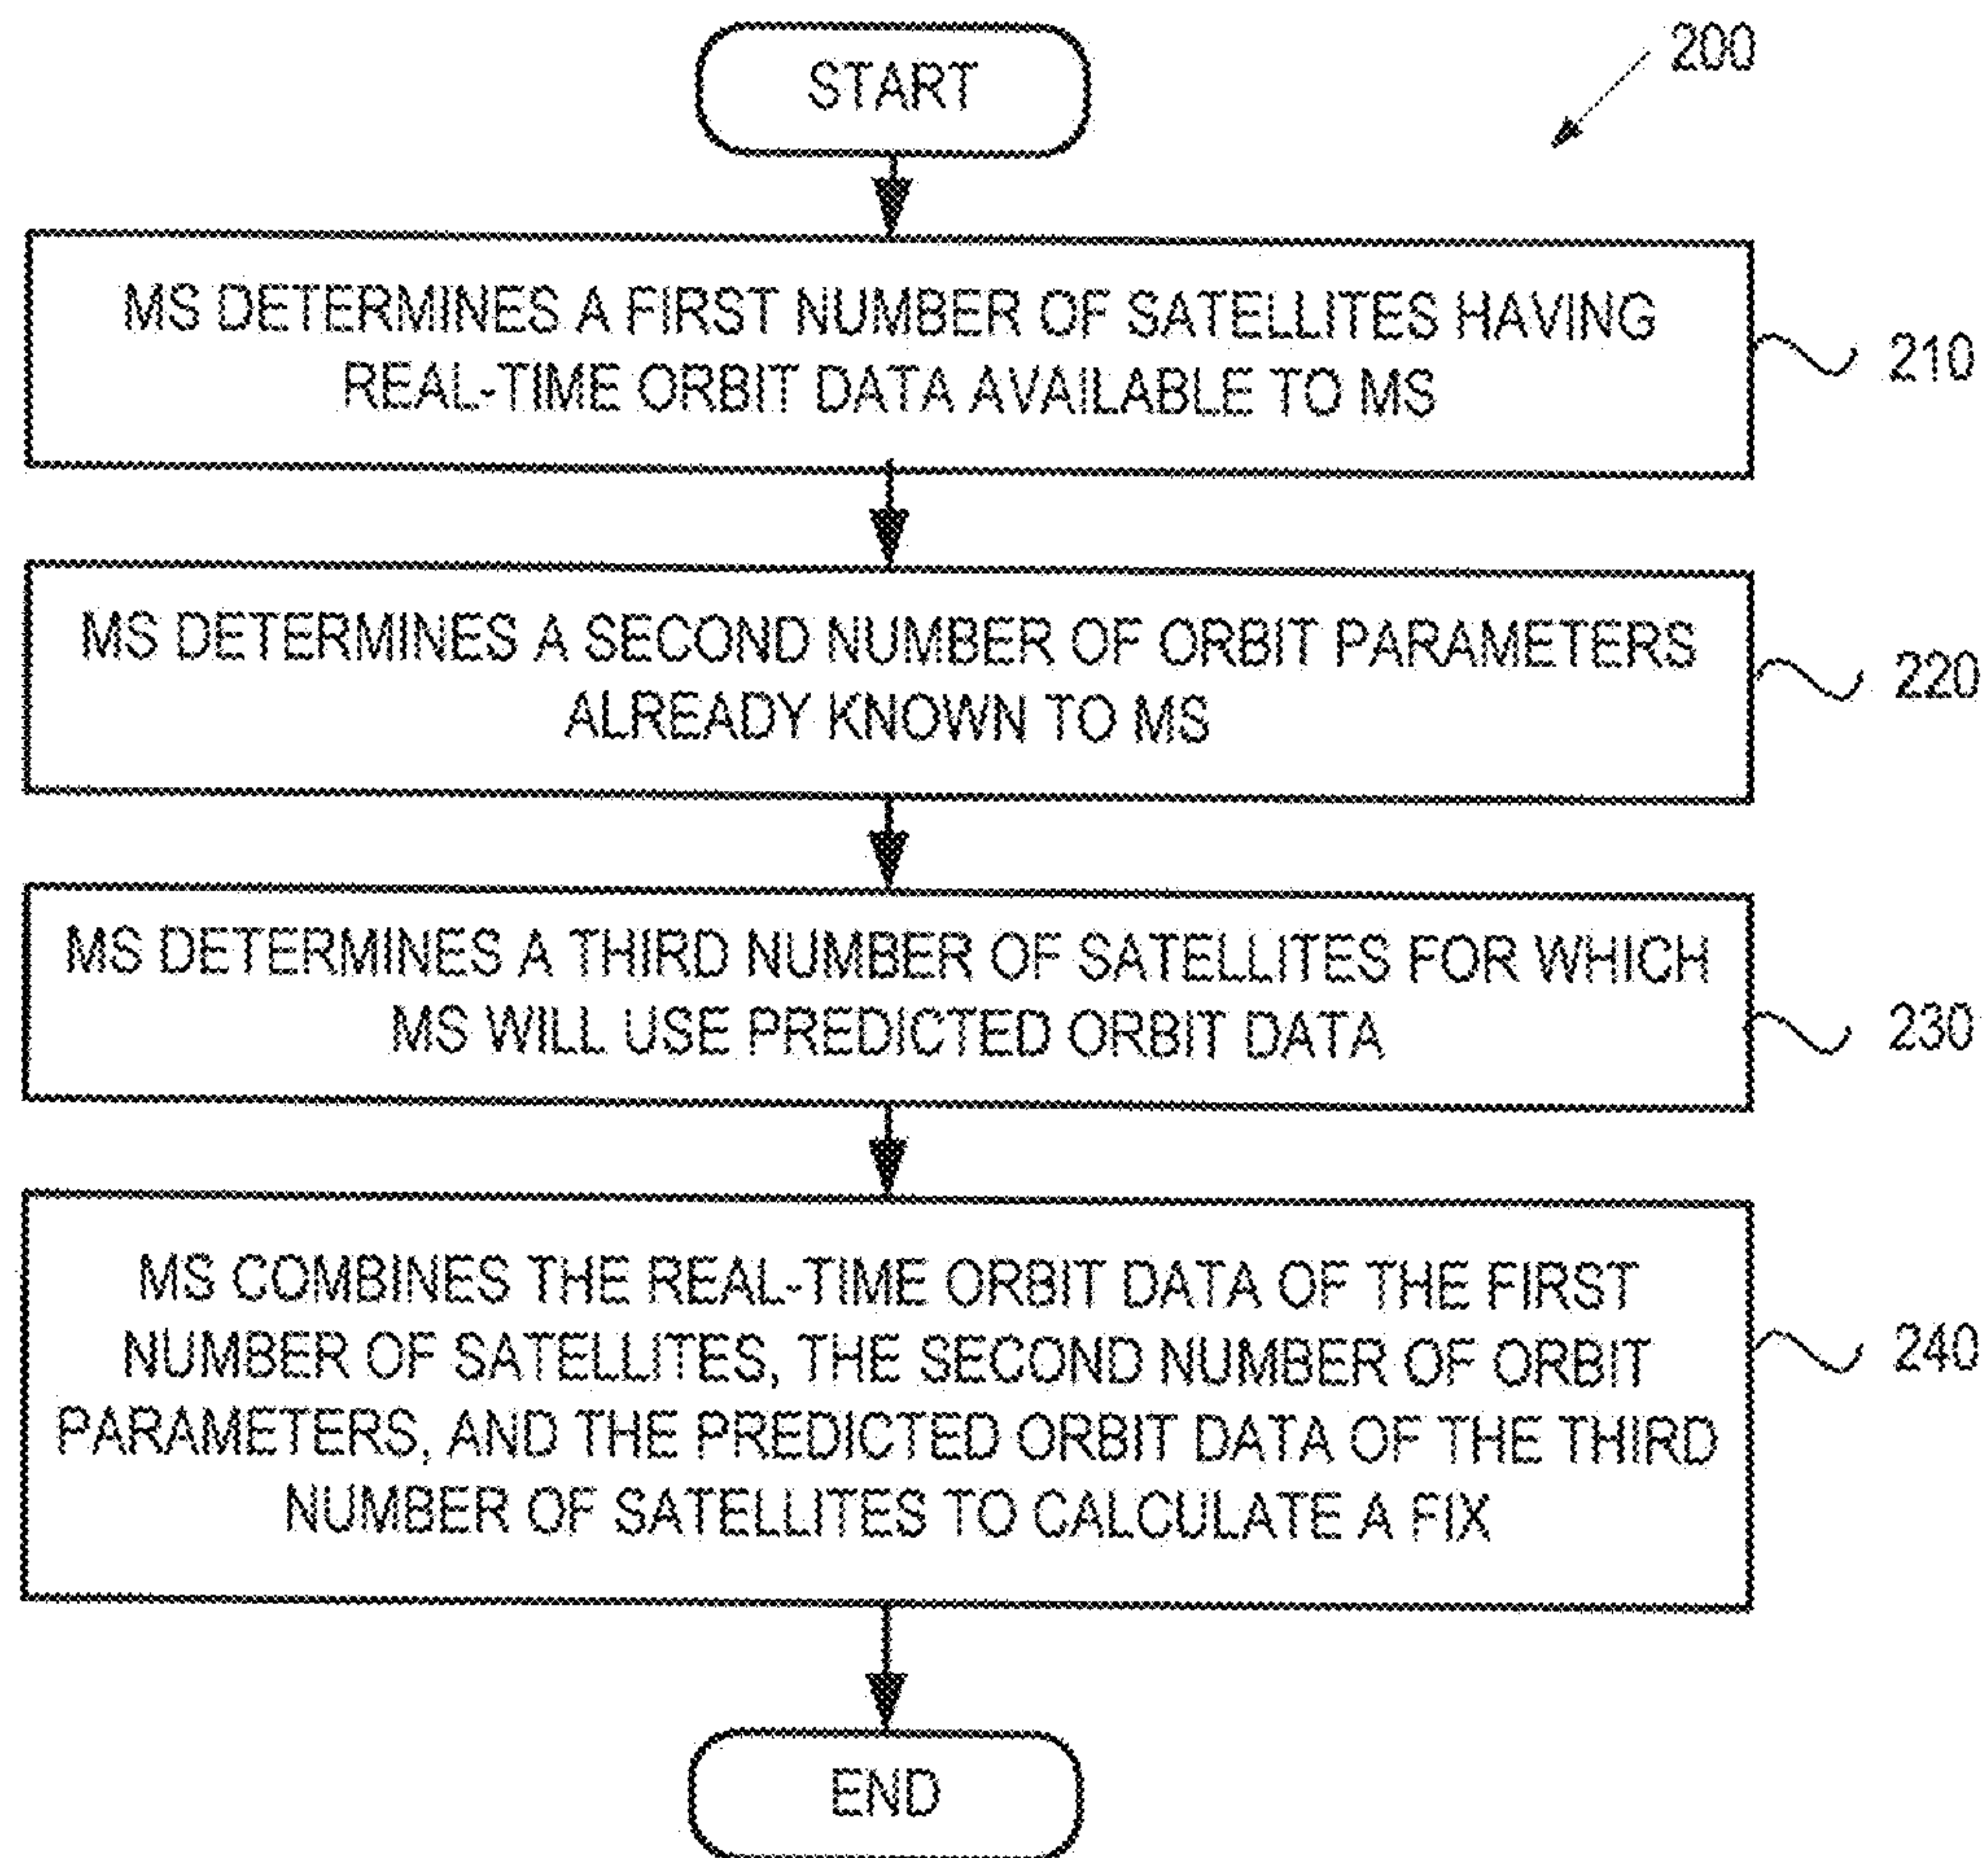 START
200
MS DETERMINES A FIRST NUMBER OF SATELLITES HAVING
REAL-TIME ORBIT DATA AVAILABLE TO MS
210
MS DETERMINES A SECOND NUMBER OF ORBIT PARAMETERS
ALREADY KNOWN TO MS
220
MS DETERMINES A THIRD NUMBER OF SATELLITES FOR WHICH
MS WILL USE PREDICTED ORBIT DATA
230
MS COMBINES THE REAL-TIME ORBIT DATA OF THE FIRST
NUMBER OF SATELLITES, THE SECOND NUMBER OF ORBIT
PARAMETERS, AND THE PREDICTED ORBIT DATA OF THE THIRD
NUMBER OF SATELLITES TO CALCULATE A FIX
240
END